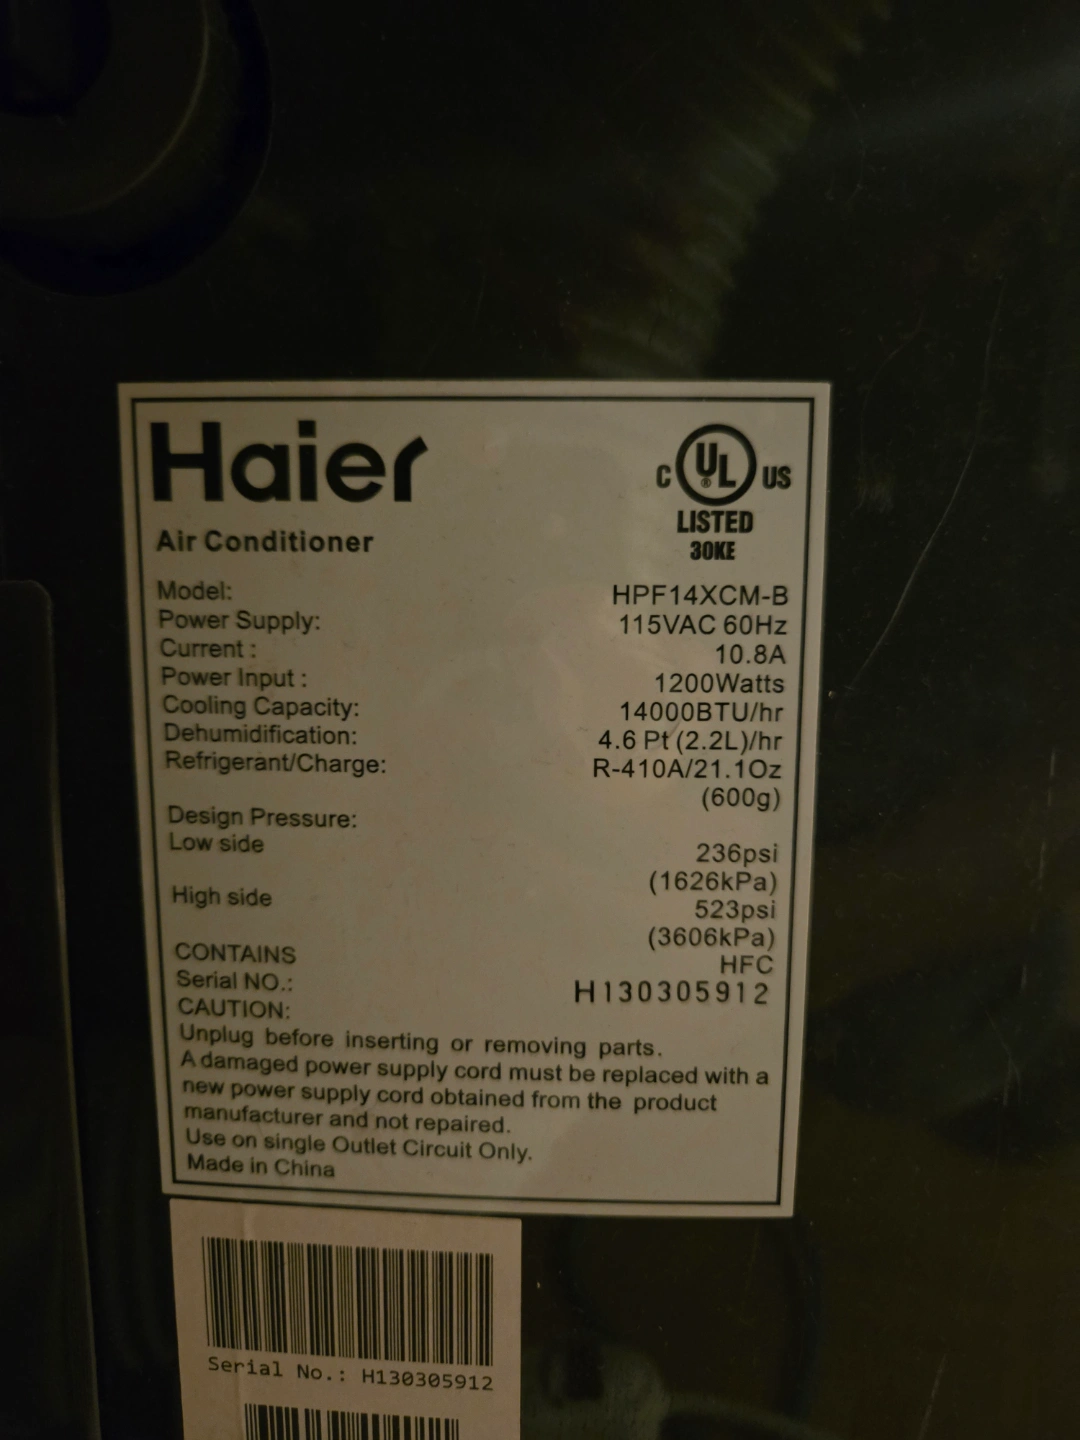 Haier
C UL® US
LISTED
30KE
Air Conditioner
Model: HPF14XCM-B
Power Supply: 115VAC 60Hz
Current : 10.8A
Power Input : 1200Watts
Cooling Capacity: 14000BTU/hr
Dehumidification: 4.6 Pt (2.2L)/hr
Refrigerant/Charge: R-410A/21.1Oz
(600g)
Design Pressure:
Low side 236psi
(1626kPa)
High side 523psi
(3606kPa)
CONTAINS HFC
Serial NO.: H130305912
CAUTION:
Unplug before inserting or removing parts.
A damaged power supply cord must be replaced with a
new power supply cord obtained from the product
manufacturer and not repaired.
Use on single Outlet Circuit Only.
Made in China
Serial No.: H130305912